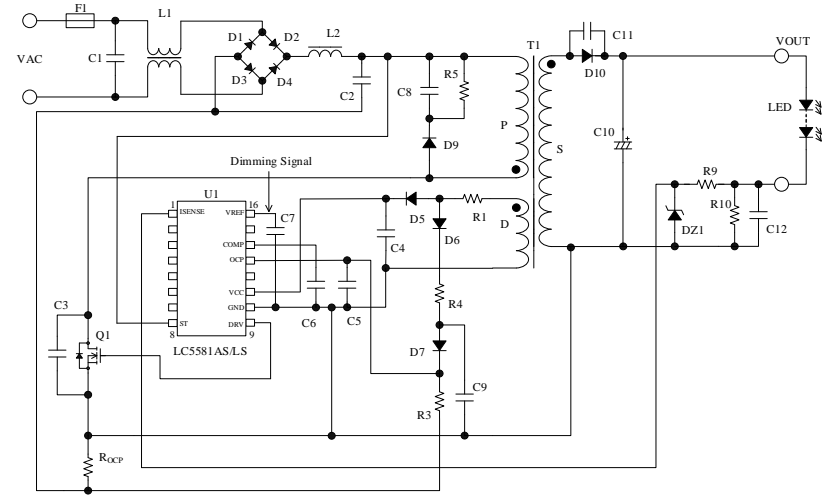 F1
L1
VAC
C1
D1
D2
D3
D4
L2
C2
C8
R5
D9
T1
P
S
D
C11
D10
C10
VOUT
LED
R9
R10
DZ1
C12
Dimming Signal
U1
1
16
ISENSE
VREF
COMP
OCP
VCC
GND
ST
DRV
8
9
LC5581AS/LS
C7
C6
C5
C4
D5
D6
R1
R4
D7
R3
C9
C3
Q1
ROCP